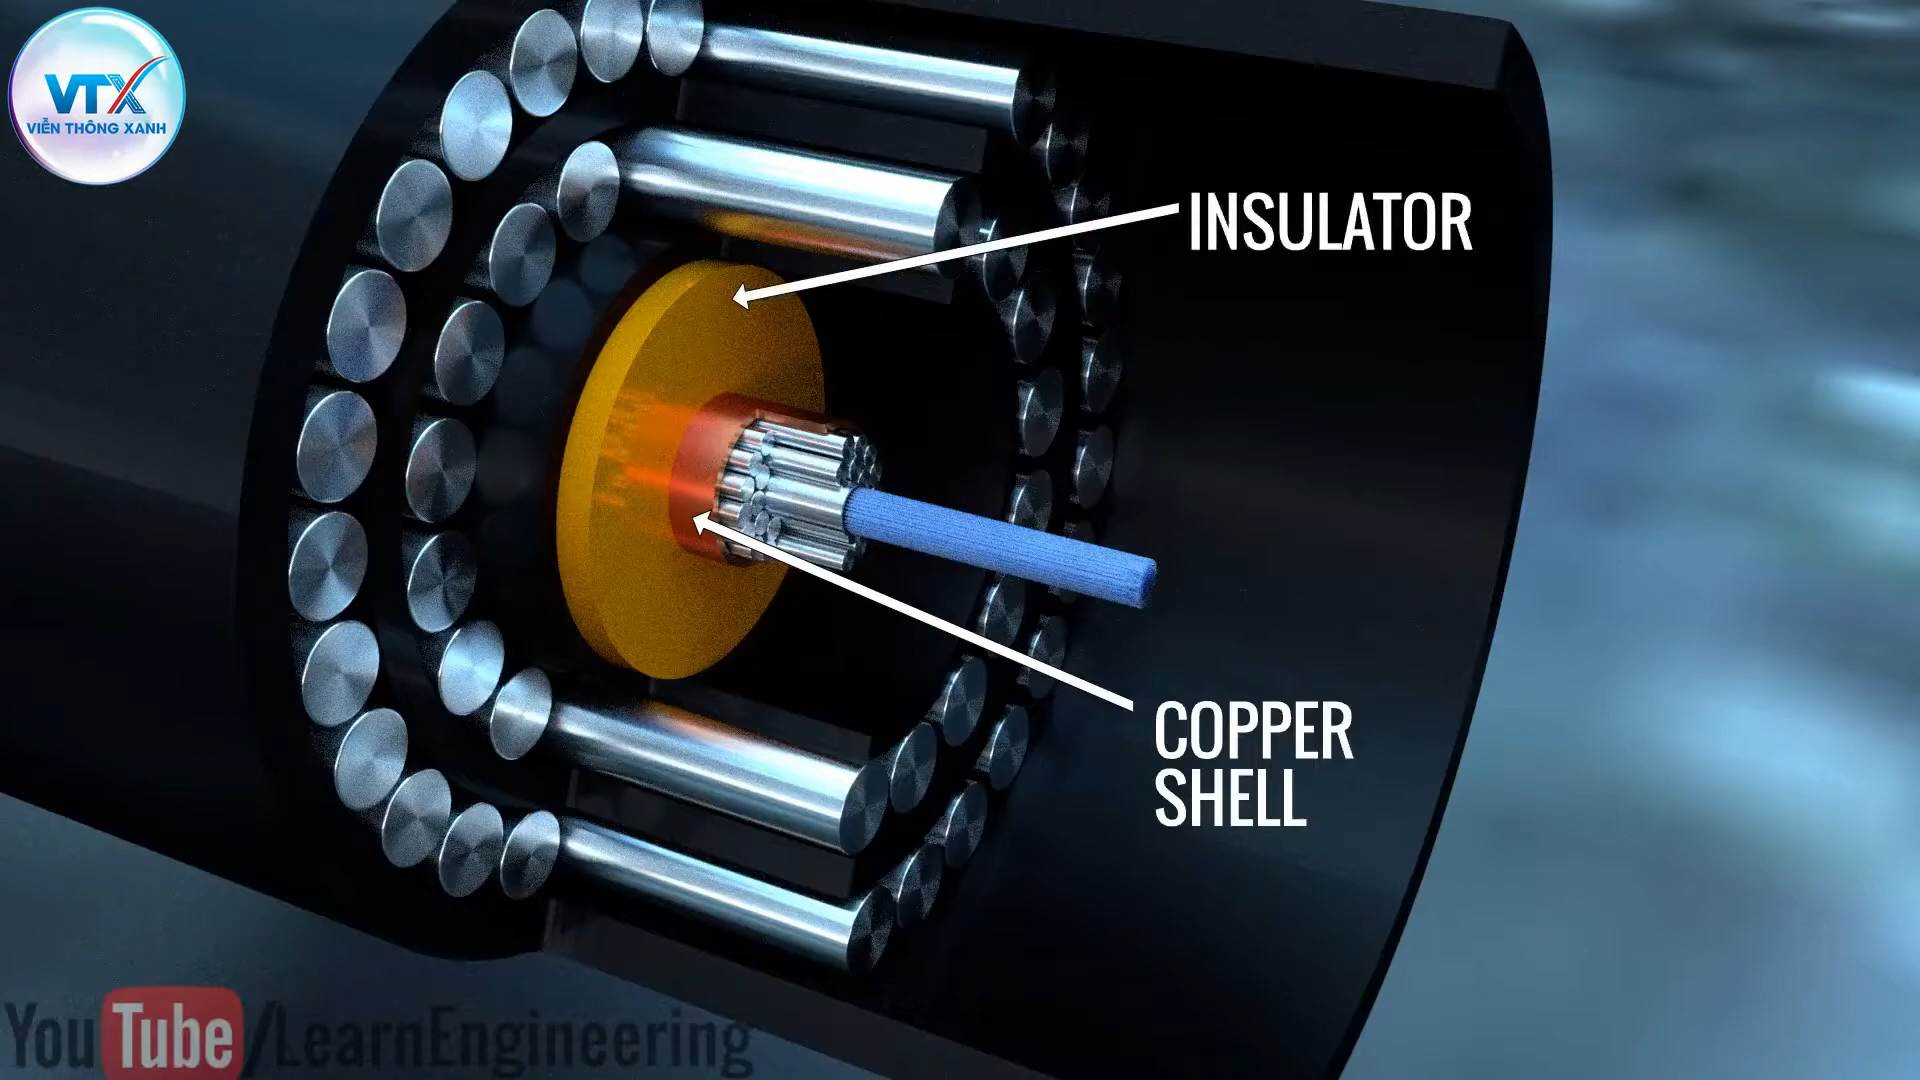 VTX
VIỄN THÔNG XANH
INSULATOR
COPPER
SHELL
YouTube/LearnEngineering